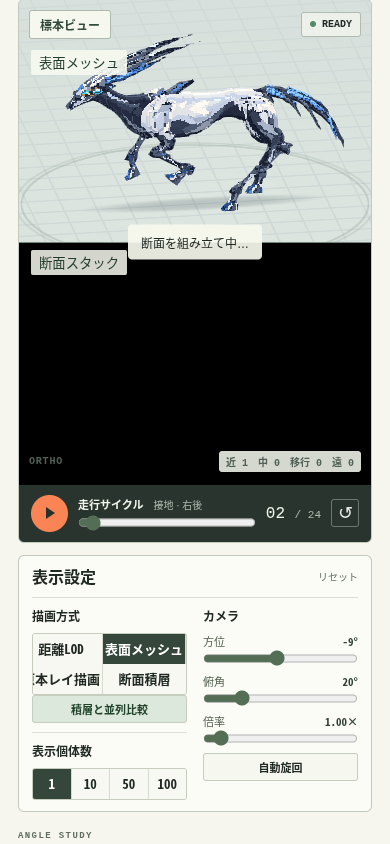 標本ビュー
READY
表面メッシュ
断面を組み立て中…
断面スタック
ORTHO
近 1 中 0 移行 0 遠 0
走行サイクル 接地・右後
02 / 24
↺
表示設定
リセット
描画方式
距離LOD
表面メッシュ
本レイ描画
断面積層
積層と並列比較
表示個体数
1 10 50 100
カメラ
方位 -9°
俯角 20°
倍率 1.00×
自動旋回
ANGLE STUDY